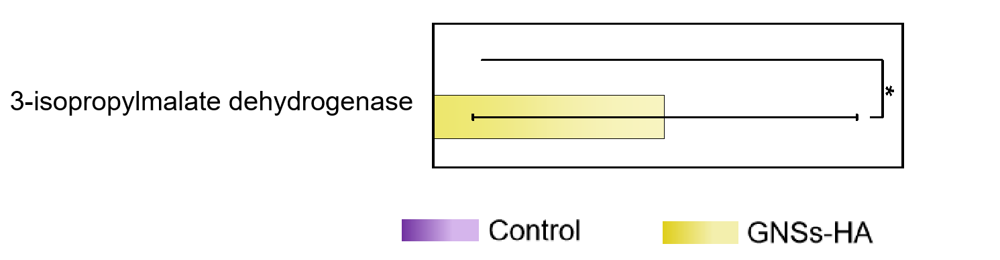 3-isopropylmalate dehydrogenase
*
Control
GNSs-HA